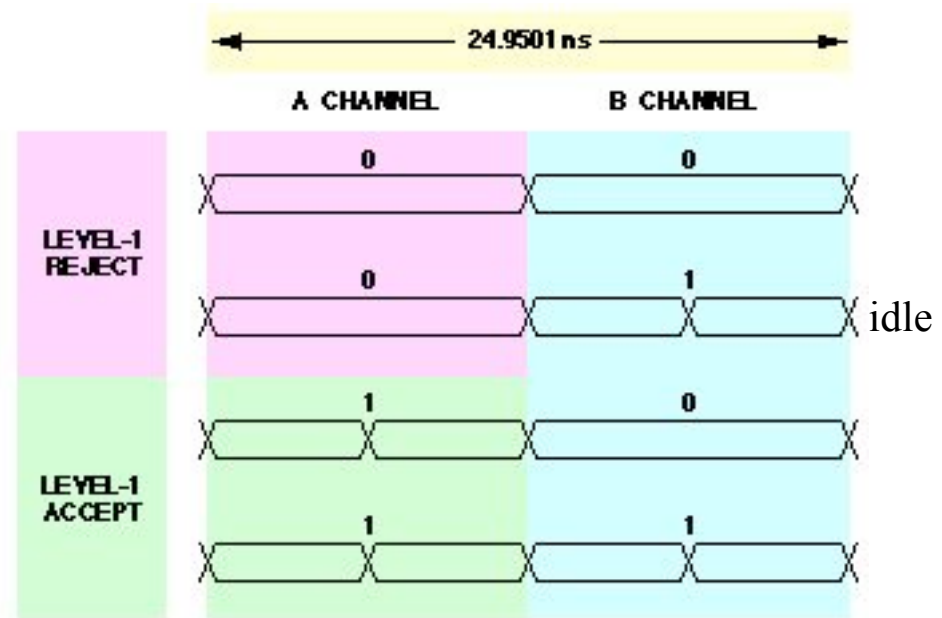 24.9501 ns
A CHANNEL B CHANNEL
0 0
LEVEL-1
REJECT
0 1
idle
1 0
LEVEL-1
ACCEPT
1 1